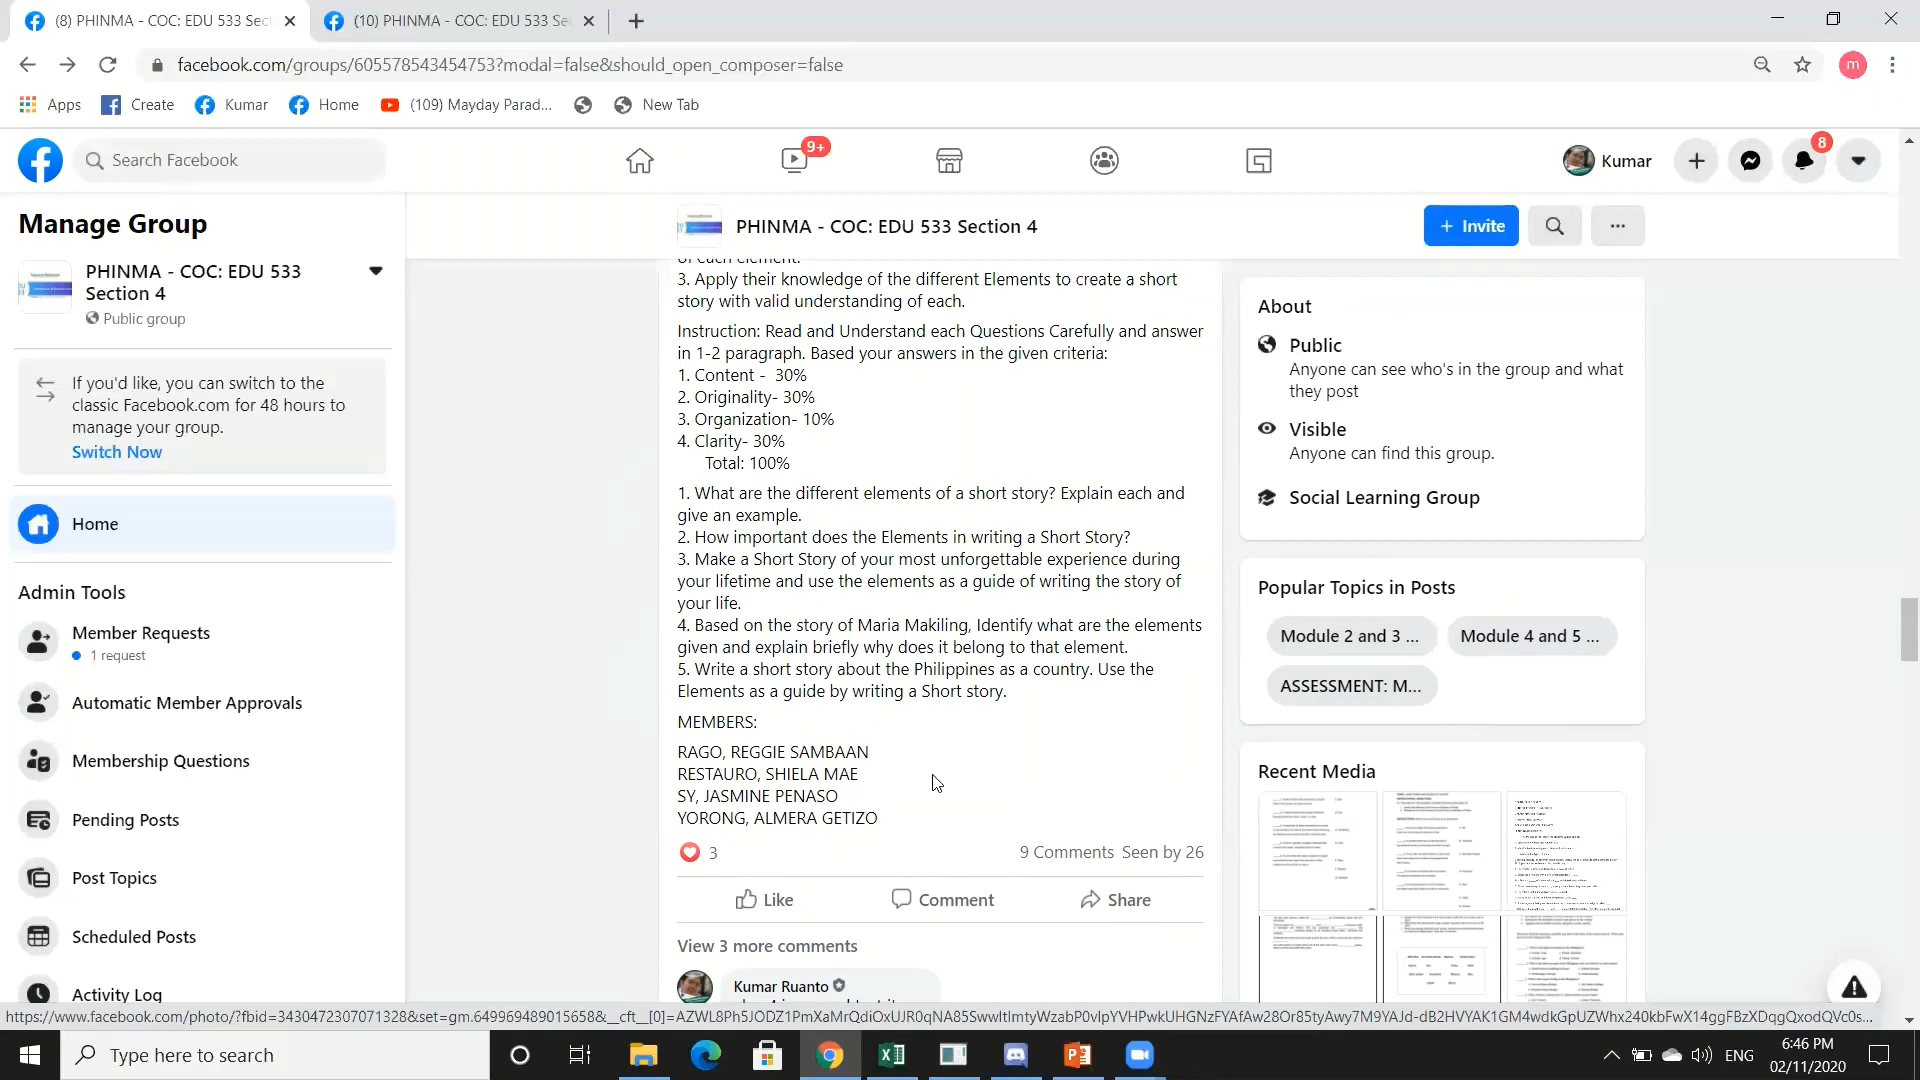 (8) PHINMA - COC: EDU 533 Sect
(10) PHINMA - COC: EDU 533 Se
facebook.com/groups/605578543454753?modal=false&should_open_composer=false
m
Apps
Create
Kumar
Home
(109) Mayday Parad...
New Tab
Search Facebook
9+
Kumar
8
Manage Group
PHINMA - COC: EDU 533
Section 4
Public group
If you'd like, you can switch to the
classic Facebook.com for 48 hours to
manage your group.
Switch Now
Home
Admin Tools
Member Requests
1 request
Automatic Member Approvals
Membership Questions
Pending Posts
Post Topics
Scheduled Posts
Activity Log
PHINMA - COC: EDU 533 Section 4
+ Invite
of each element.
3. Apply their knowledge of the different Elements to create a short
story with valid understanding of each.
Instruction: Read and Understand each Questions Carefully and answer
in 1-2 paragraph. Based your answers in the given criteria:
1. Content - 30%
2. Originality- 30%
3. Organization- 10%
4. Clarity- 30%
Total: 100%
1. What are the different elements of a short story? Explain each and
give an example.
2. How important does the Elements in writing a Short Story?
3. Make a Short Story of your most unforgettable experience during
your lifetime and use the elements as a guide of writing the story of
your life.
4. Based on the story of Maria Makiling, Identify what are the elements
given and explain briefly why does it belong to that element.
5. Write a short story about the Philippines as a country. Use the
Elements as a guide by writing a Short story.
MEMBERS:
RAGO, REGGIE SAMBAAN
RESTAURO, SHIELA MAE
SY, JASMINE PENASO
YORONG, ALMERA GETIZO
3
9 Comments Seen by 26
Like
Comment
Share
View 3 more comments
Kumar Ruanto
About
Public
Anyone can see who's in the group and what
they post
Visible
Anyone can find this group.
Social Learning Group
Popular Topics in Posts
Module 2 and 3 ...
Module 4 and 5 ...
ASSESSMENT: M...
Recent Media
Type here to search
ENG
6:46 PM
02/11/2020